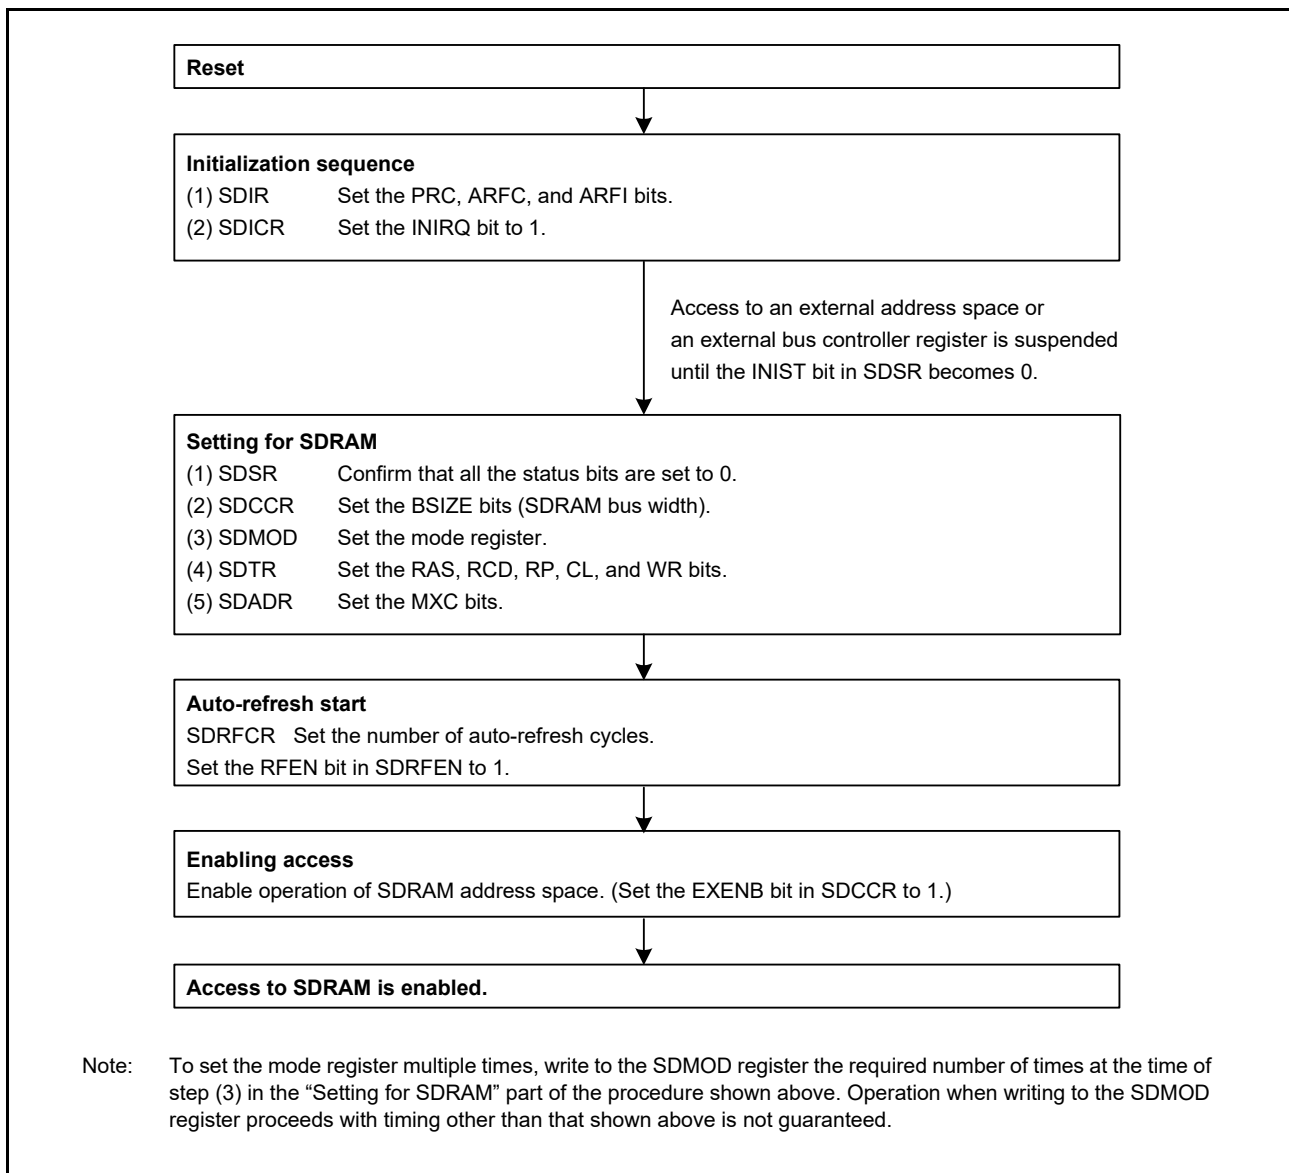 Reset
Initialization sequence
(1) SDIR Set the PRC, ARFC, and ARFI bits.
(2) SDICR Set the INIRQ bit to 1.
Access to an external address space or
an external bus controller register is suspended
until the INIST bit in SDSR becomes 0.
Setting for SDRAM
(1) SDSR Confirm that all the status bits are set to 0.
(2) SDCCR Set the BSIZE bits (SDRAM bus width).
(3) SDMOD Set the mode register.
(4) SDTR Set the RAS, RCD, RP, CL, and WR bits.
(5) SDADR Set the MXC bits.
Auto-refresh start
SDRFCR Set the number of auto-refresh cycles.
Set the RFEN bit in SDRFEN to 1.
Enabling access
Enable operation of SDRAM address space. (Set the EXENB bit in SDCCR to 1.)
Access to SDRAM is enabled.
Note: To set the mode register multiple times, write to the SDMOD register the required number of times at the time of
step (3) in the “Setting for SDRAM” part of the procedure shown above. Operation when writing to the SDMOD
register proceeds with timing other than that shown above is not guaranteed.